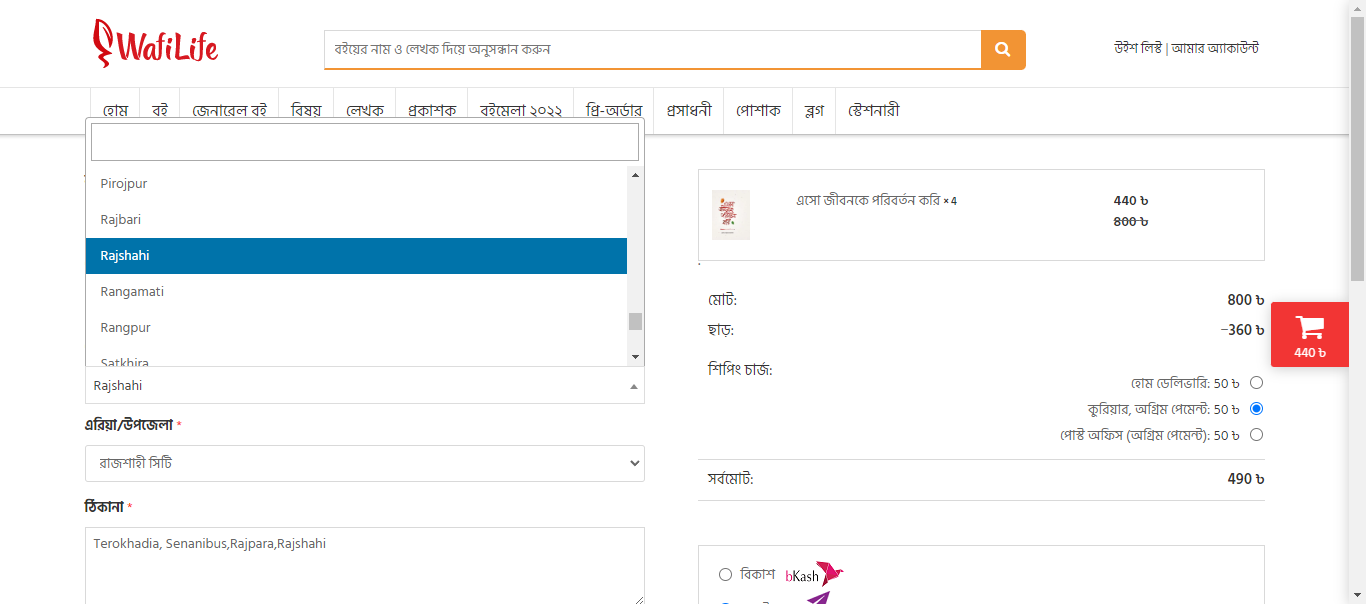 WafiLife
বইয়ের নাম ও লেখক দিয়ে অনুসন্ধান করুন
উইশ লিস্ট | আমার অ্যাকাউন্ট
হোম
বই
জেনারেল বই
বিষয়
লেখক
প্রকাশক
বইমেলা ২০২২
প্রি-অর্ডার
প্রসাধনী
পোশাক
ব্লগ
স্টেশনারী
Pirojpur
Rajbari
Rajshahi
Rangamati
Rangpur
Satkhira
Rajshahi
এরিয়া/উপজেলা *
রাজশাহী সিটি
ঠিকানা *
Terokhadia, Senanibus,Rajpara,Rajshahi
এসো জীবনকে পরিবর্তন করি × 4
440 ৳
800 ৳
মোট: 800 ৳
ছাড়: -360 ৳
শিপিং চার্জ:
হোম ডেলিভারি: 50 ৳
কুরিয়ার, অগ্রিম পেমেন্ট: 50 ৳
পোস্ট অফিস (অগ্রিম পেমেন্ট): 50 ৳
সর্বমোট: 490 ৳
440 ৳
বিকাশ bKash